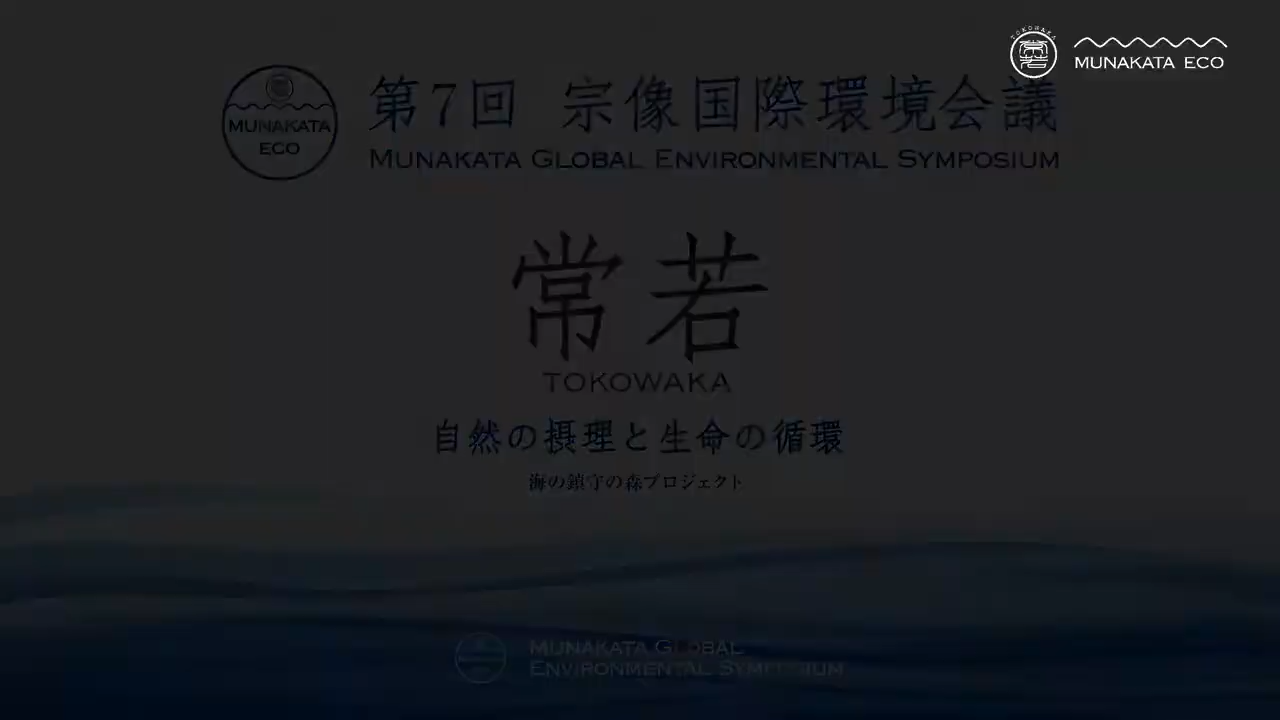 TOKOWAKA
MUNAKATA ECO
第7回 宗像国際環境会議
MUNAKATA GLOBAL ENVIRONMENTAL SYMPOSIUM
MUNAKATA
ECO
常若
TOKOWAKA
自然の摂理と生命の循環
海の鎮守の森プロジェクト
MUNAKATA GLOBAL
ENVIRONMENTAL SYMPOSIUM